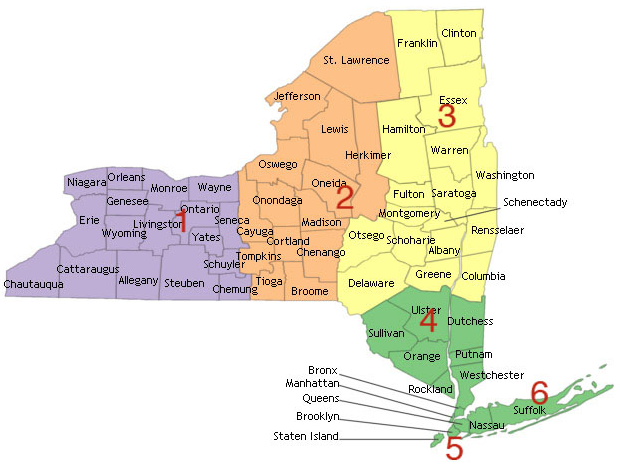 Clinton
Franklin
St. Lawrence
Jefferson
Essex
3
Lewis
Hamilton
Warren
Herkimer
Oswego
Washington
Orleans
Niagara
Monroe
Wayne
Oneida
2
Fulton
Saratoga
Genesee
Onondaga
Schenectady
Ontario
Montgomery
Erie
Livingston
1
Seneca
Madison
Rensselaer
Wyoming
Yates
Cayuga
Otsego
Schoharie
Cortland
Albany
Chenango
Tompkins
Schuyler
Cattaraugus
Greene
Columbia
Chautauqua
Allegany
Steuben
Chemung
Tioga
Broome
Delaware
Ulster
4
Dutchess
Sullivan
Orange
Putnam
Bronx
Westchester
Manhattan
Rockland
Queens
6
Suffolk
Brooklyn
Nassau
Staten Island
5